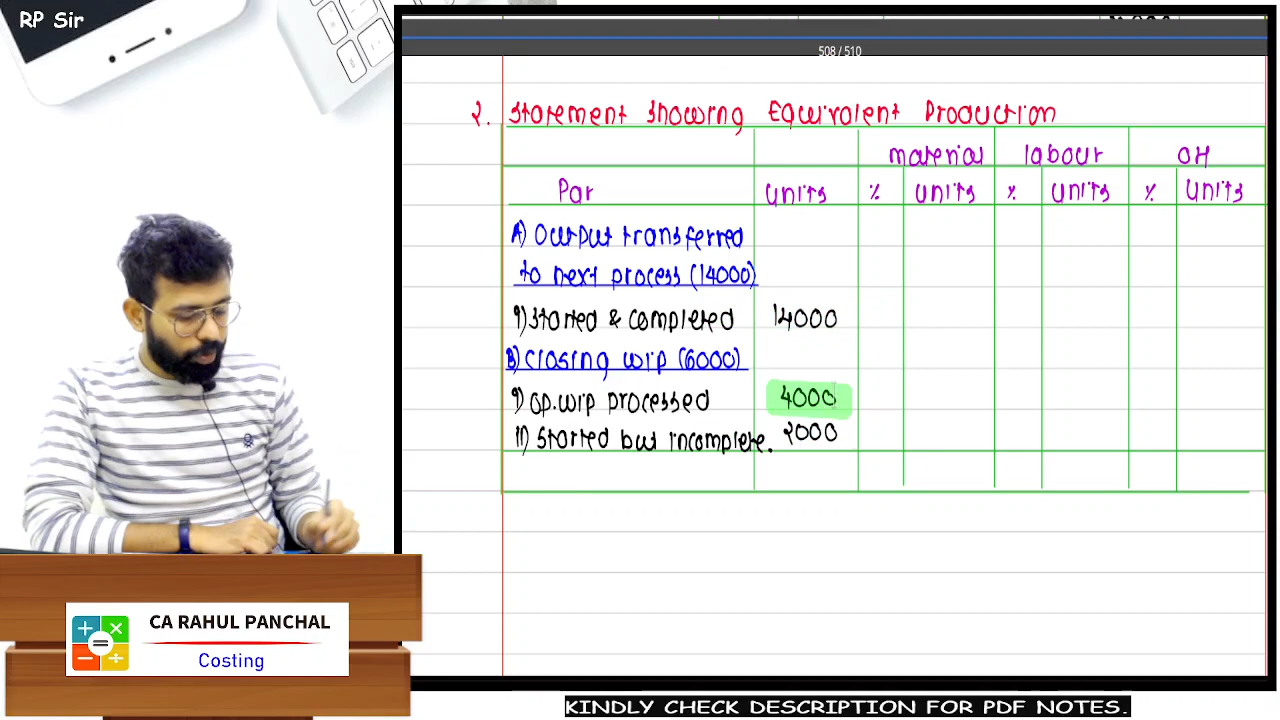 RP Sir
508 / 510
2. Statement Showing Equivalent Production
material labour OH
Par units % units % units % units
A) Output transferred
to next process (14000)
i) Started & completed 14000
B) Closing wip (6000)
i) op. wip processed 4000
ii) Started but incomplete. 2000
CA RAHUL PANCHAL
Costing
KINDLY CHECK DESCRIPTION FOR PDF NOTES.